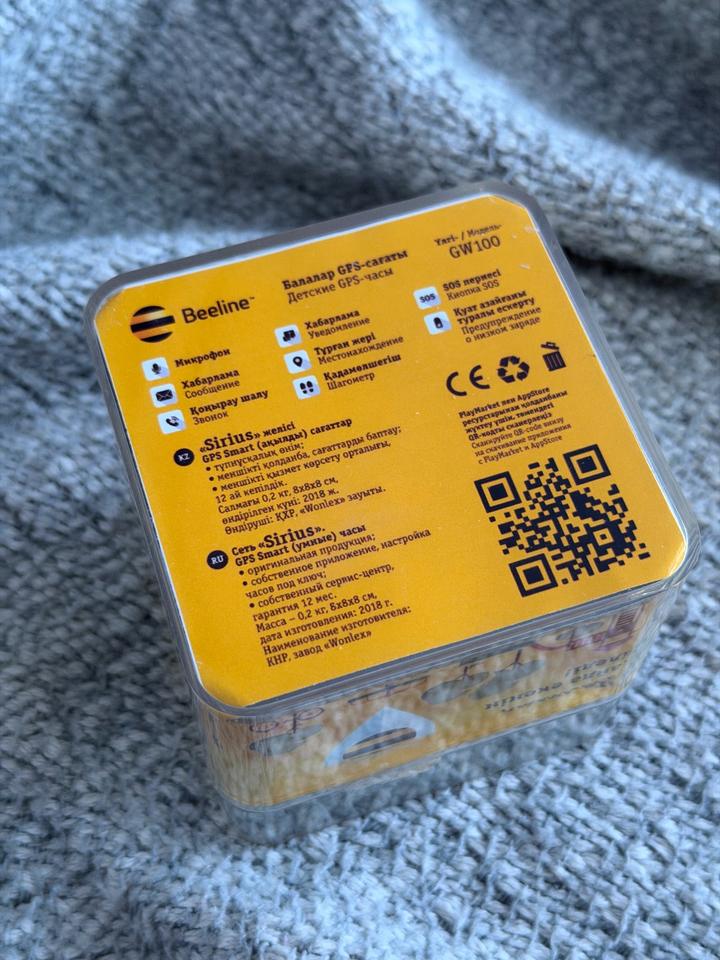 Beeline™
Балалар GPS-сағаты
Детские GPS-часы
Үлгі- / Модель-
GW100
Микрофон
Хабарлама
Сообщение
Қоңырау шалу
Звонок
Хабарлама
Уведомление
Тұрған жері
Местонахождение
Қадамөлшегіш
Шагометр
SOS
SOS пернесі
Кнопка SOS
Қуат азайғаны
туралы ескерту
Предупреждение
о низком заряде
CE
KZ
«Sirius» желісі
GPS Smart (ақылды) сағаттар
• түпнұсқалық өнім;
• меншікті қолданба, сағаттарды баптау;
• меншікті қызмет көрсету орталығы,
12 ай кепілдік.
Салмағы 0,2 кг, 8х8х8 см,
өндірілген күні: 2018 ж.
Өндіруші: ҚХР, «Wonlex» зауыты.
RU
Сеть «Sirius».
GPS Smart (умные) часы
• оригинальная продукция;
• собственное приложение, настройка
часов под ключ;
• собственный сервис-центр,
гарантия 12 мес.
Масса – 0,2 кг, 8х8х8 см,
дата изготовления: 2018 г.
Наименование изготовителя:
КНР, завод «Wonlex»
PlayMarket пен AppStore
ресурстарынан қолданбаны
жүктеу үшін, төмендегі
QR-кодты сканерлеңіз
Сканируйте QR-code внизу
на скачивание приложения
с PlayMarket и AppStore